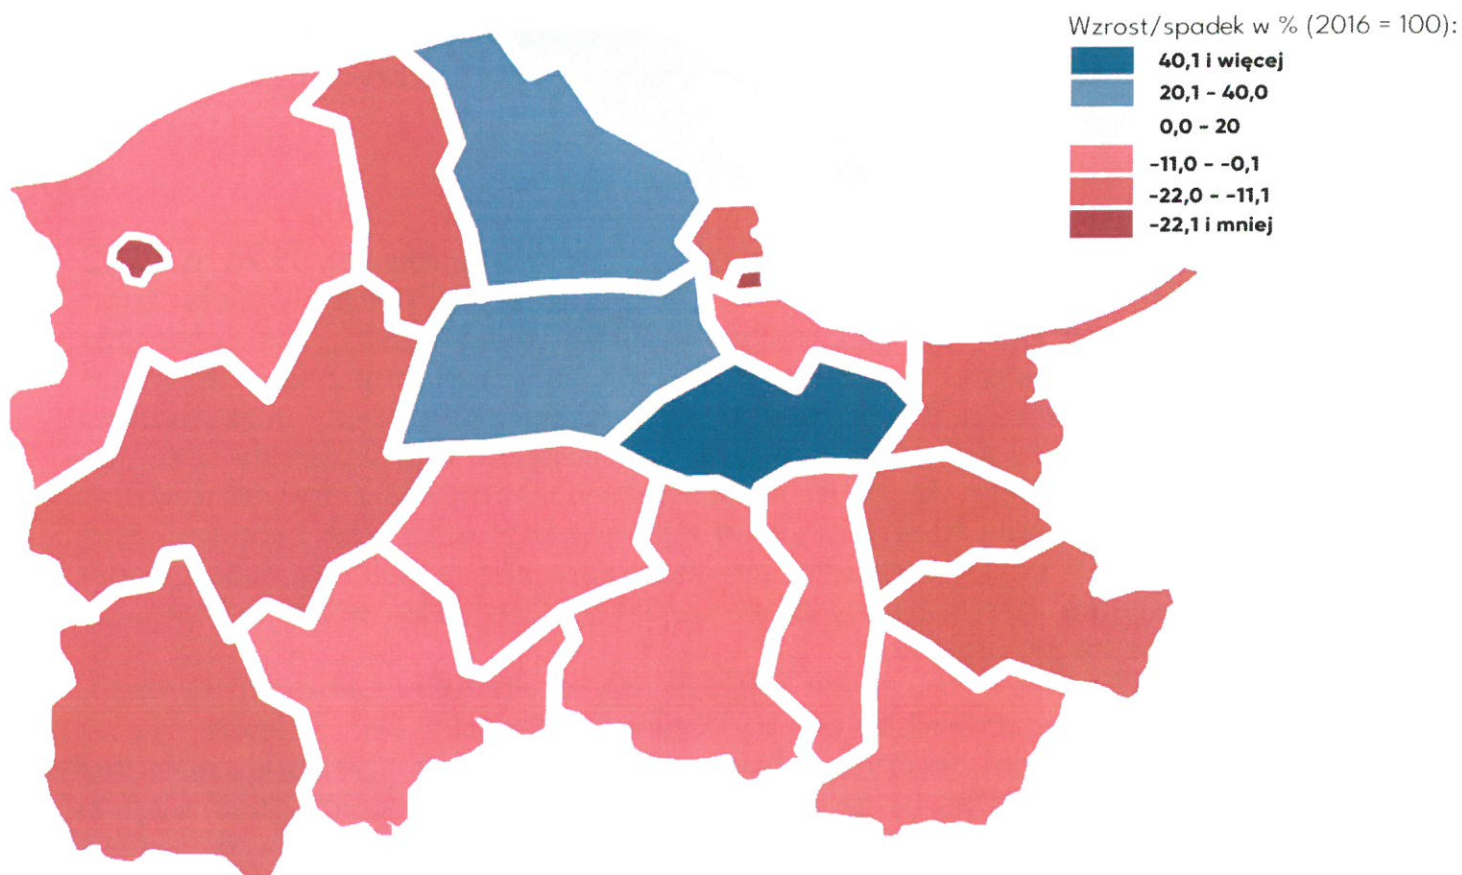 Wzrost/spadek w % (2016 = 100):
40,1 i więcej
20,1 - 40,0
0,0 - 20
-11,0 - -0,1
-22,0 - -11,1
-22,1 i mniej